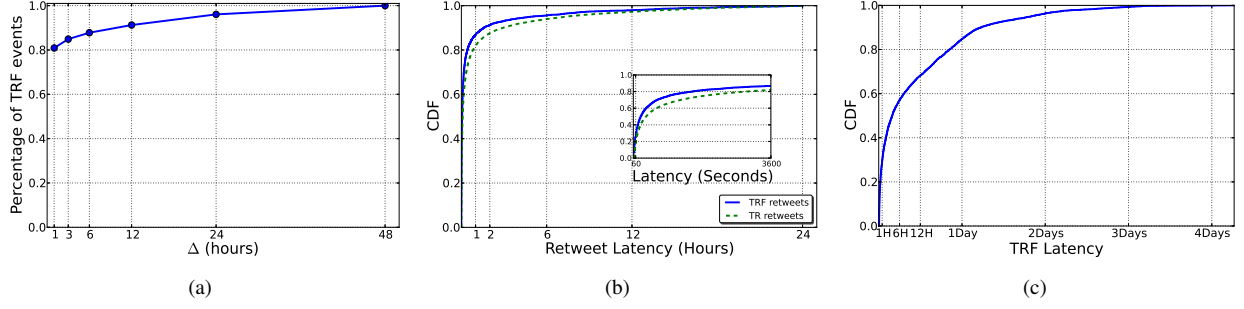 Percentage of TRF events
1.0
0.8
0.6
0.4
0.2
0.0
1 3 6 12 24 48
Δ (hours)
(a)
CDF
1.0
0.8
0.6
0.4
0.2
0.0
1.0
0.8
0.6
0.4
0.2
0.0
60 3600
Latency (Seconds)
TRF retweets
TR retweets
1 2 6 12 24
Retweet Latency (Hours)
(b)
CDF
1.0
0.8
0.6
0.4
0.2
0.0
1H 6H 12H 1Day 2Days 3Days 4Days
TRF Latency
(c)